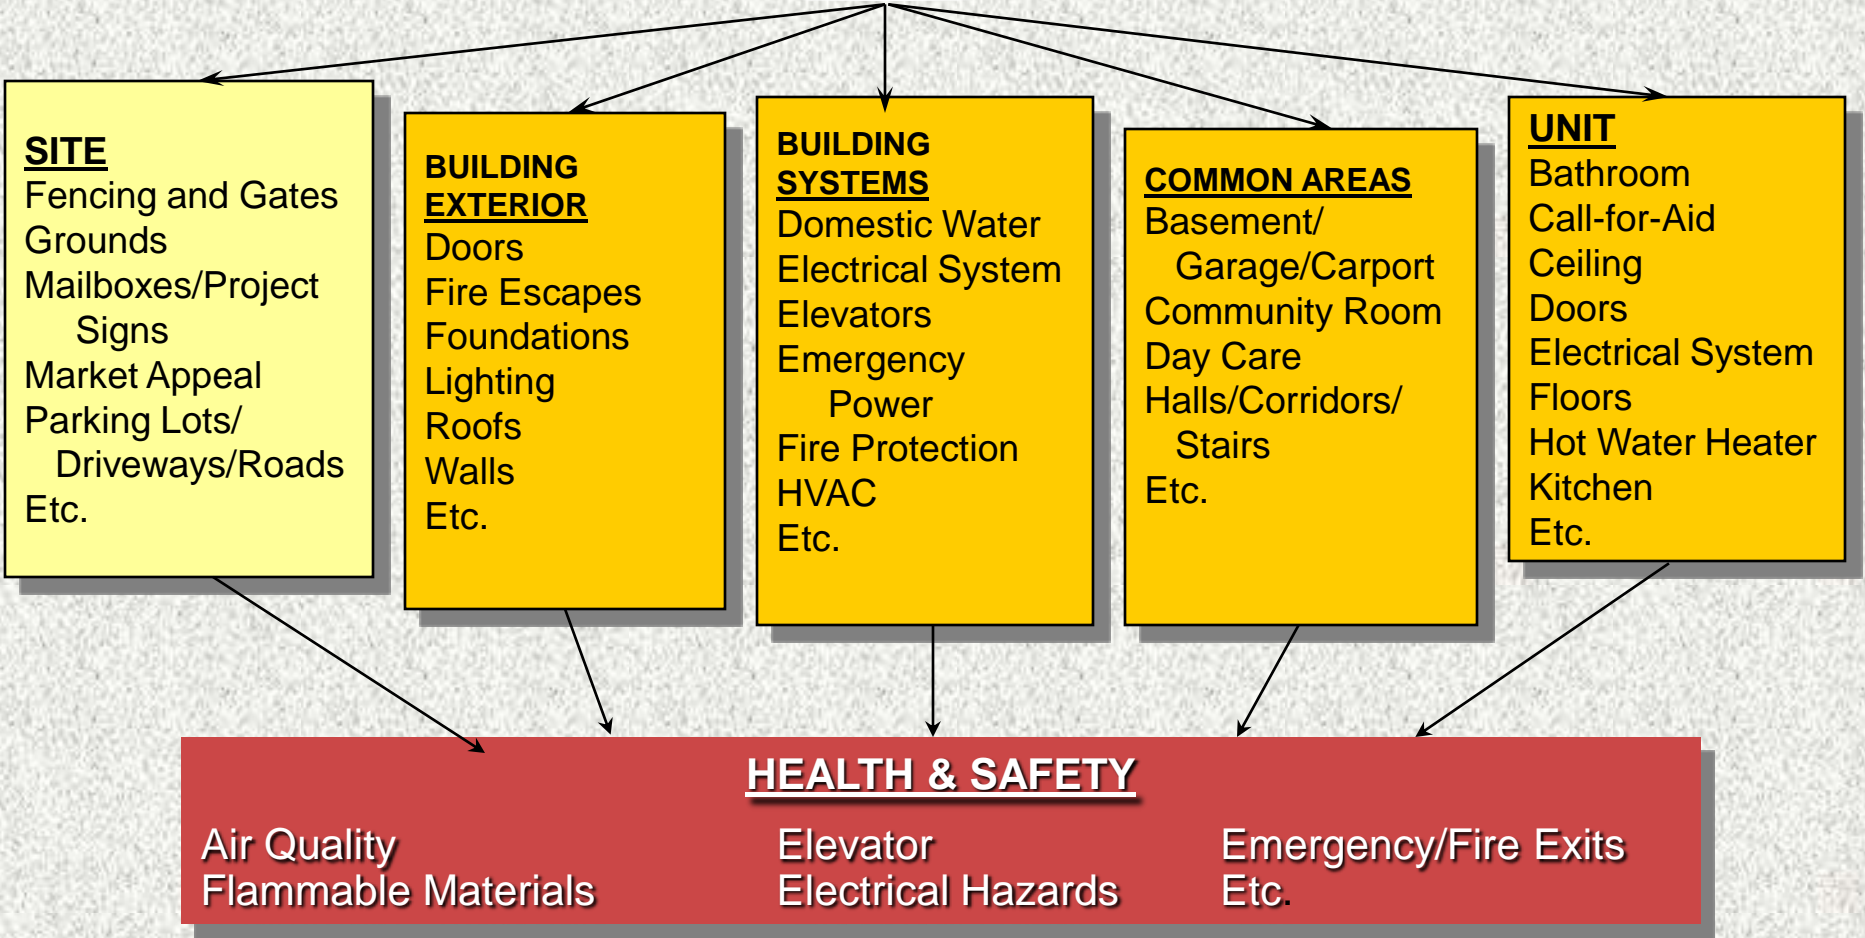 SITE
Fencing and Gates
Grounds
Mailboxes/Project
Signs
Market Appeal
Parking Lots/
Driveways/Roads
Etc.
BUILDING
EXTERIOR
Doors
Fire Escapes
Foundations
Lighting
Roofs
Walls
Etc.
BUILDING
SYSTEMS
Domestic Water
Electrical System
Elevators
Emergency
Power
Fire Protection
HVAC
Etc.
COMMON AREAS
Basement/
Garage/Carport
Community Room
Day Care
Halls/Corridors/
Stairs
Etc.
UNIT
Bathroom
Call-for-Aid
Ceiling
Doors
Electrical System
Floors
Hot Water Heater
Kitchen
Etc.
HEALTH & SAFETY
Air Quality
Flammable Materials
Elevator
Electrical Hazards
Emergency/Fire Exits
Etc.